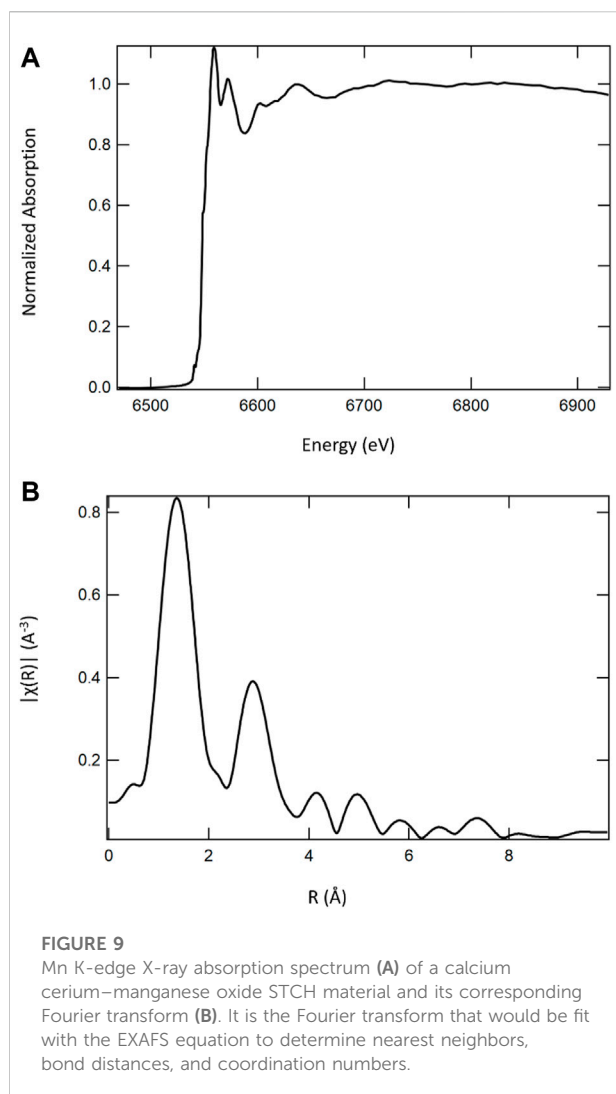 A
1.0
0.8
0.6
0.4
0.2
0.0
Normalized Absorption
6500 6600 6700 6800 6900
Energy (eV)
B
0.8
0.6
0.4
0.2
|χ(R)| (A⁻³)
0 2 4 6 8
R (Å)
FIGURE 9
Mn K-edge X-ray absorption spectrum (A) of a calcium
cerium–manganese oxide STCH material and its corresponding
Fourier transform (B). It is the Fourier transform that would be fit
with the EXAFS equation to determine nearest neighbors,
bond distances, and coordination numbers.